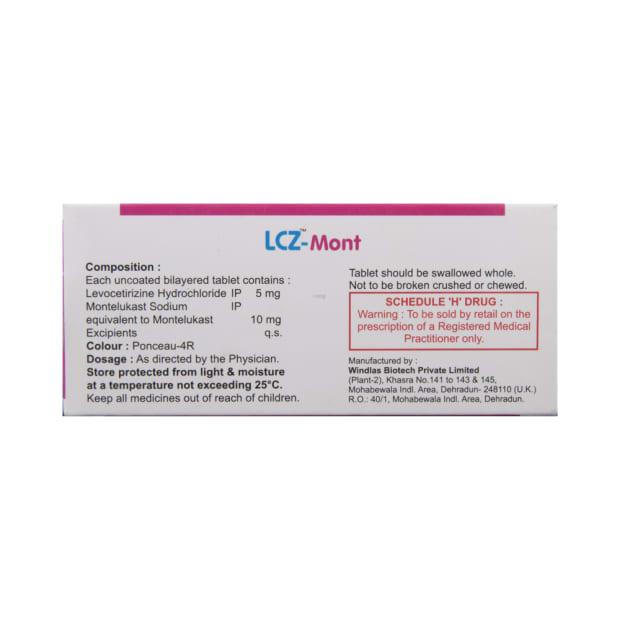 LCZ™-Mont
Composition :
Each uncoated bilayered tablet contains :
Levocetirizine Hydrochloride IP 5 mg
Montelukast Sodium IP
equivalent to Montelukast 10 mg
Excipients q.s.
Colour : Ponceau-4R
Dosage : As directed by the Physician.
Store protected from light & moisture
at a temperature not exceeding 25°C.
Keep all medicines out of reach of children.
Tablet should be swallowed whole.
Not to be broken crushed or chewed.
SCHEDULE 'H' DRUG :
Warning : To be sold by retail on the
prescription of a Registered Medical
Practitioner only.
Manufactured by :
Windlas Biotech Private Limited
(Plant-2), Khasra No.141 to 143 & 145,
Mohabewala Indl. Area, Dehradun- 248110 (U.K.)
R.O.: 40/1, Mohabewala Indl. Area, Dehradun.